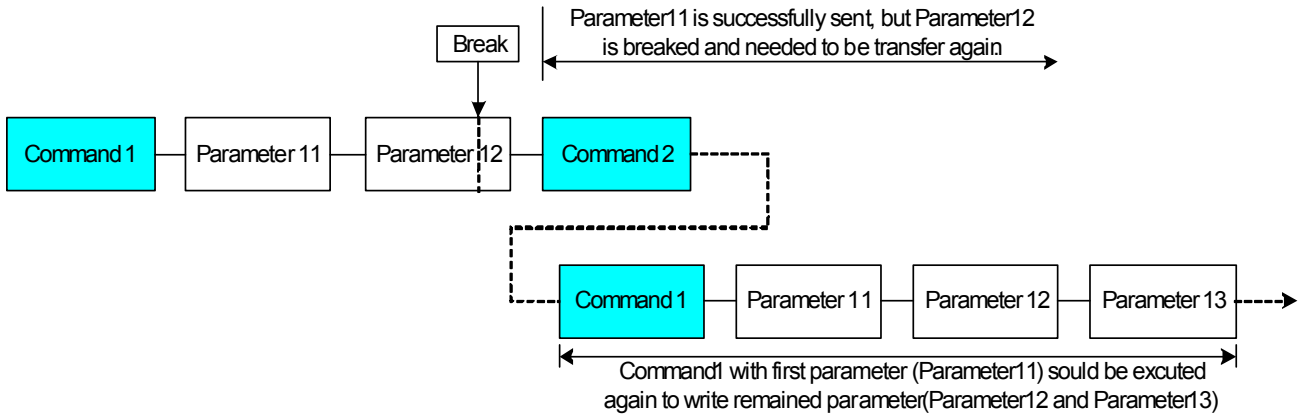 Parameter11 is successfully sent, but Parameter12
is breaked and needed to be transfer again.
Break
Command 1
Parameter 11
Parameter 12
Command 2
Command 1
Parameter 11
Parameter 12
Parameter 13
Command1 with first parameter (Parameter11) sould be excuted
again to write remained parameter(Parameter12 and Parameter13)